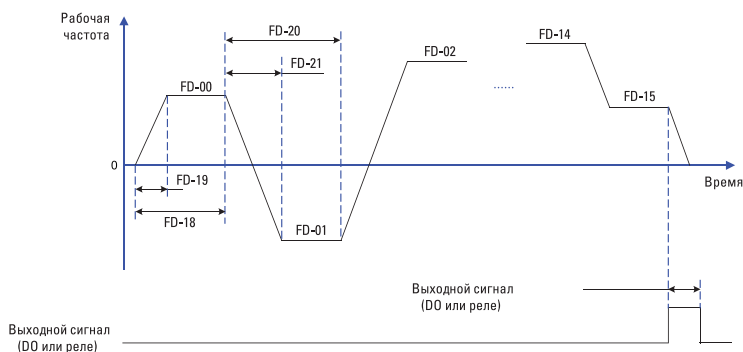 Рабочая
частота
FD-20
FD-21
FD-00
FD-02
FD-14
......
FD-15
0
Время
FD-19
FD-18
FD-01
Выходной сигнал
(DO или реле)
Выходной сигнал
(DO или реле)